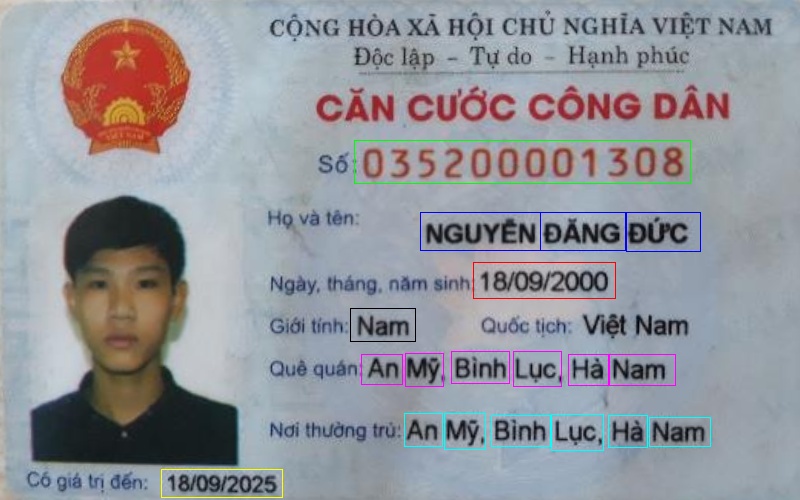 CỘNG HÒA XÃ HỘI CHỦ NGHĨA VIỆT NAM
Độc lập - Tự do - Hạnh phúc
CĂN CƯỚC CÔNG DÂN
Số: 035200001308
Họ và tên: NGUYỄN ĐĂNG ĐỨC
Ngày, tháng, năm sinh: 18/09/2000
Giới tính: Nam Quốc tịch: Việt Nam
Quê quán: An Mỹ, Bình Lục, Hà Nam
Nơi thường trú: An Mỹ, Bình Lục, Hà Nam
Có giá trị đến: 18/09/2025